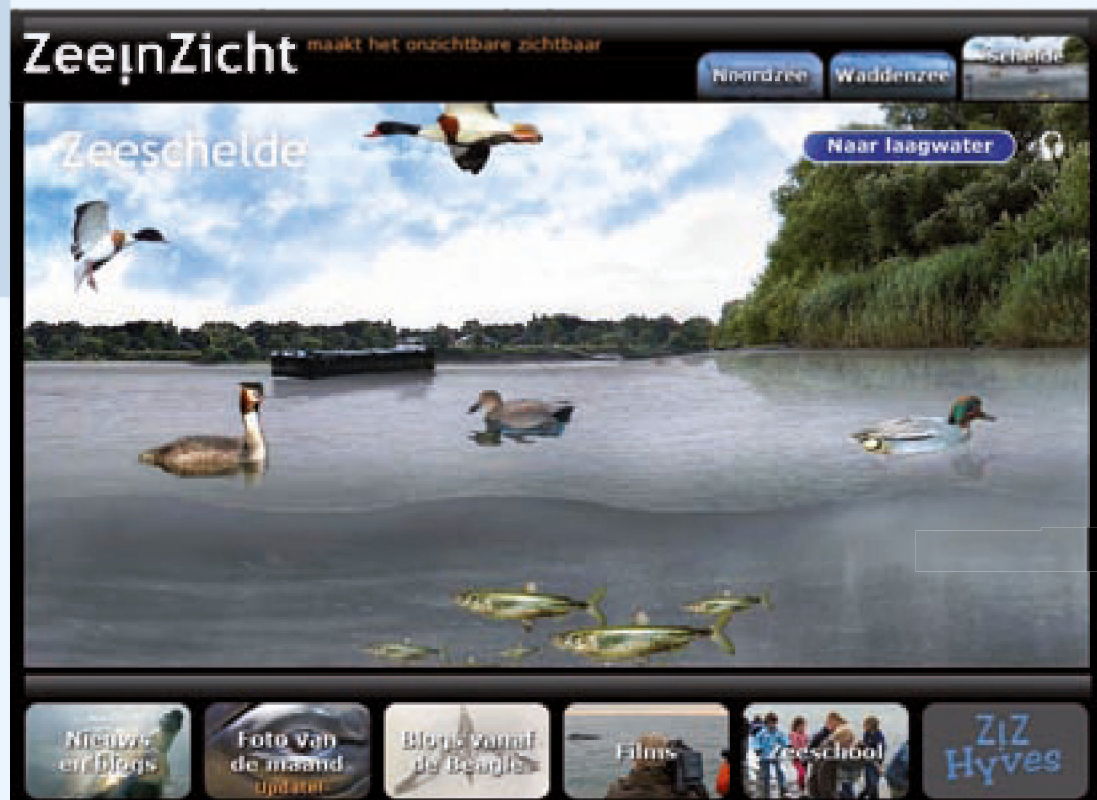 ZeeinZicht maakt het onzichtbare zichtbaar
Noordzee Waddenzee Schelde
Zeeschelde
Naar laagwater
Nieuws
en blogs
Foto van
de maand
Update!
Blogs vanaf
de Beagle
Films
Zeeschool
ZiZ
Hyves